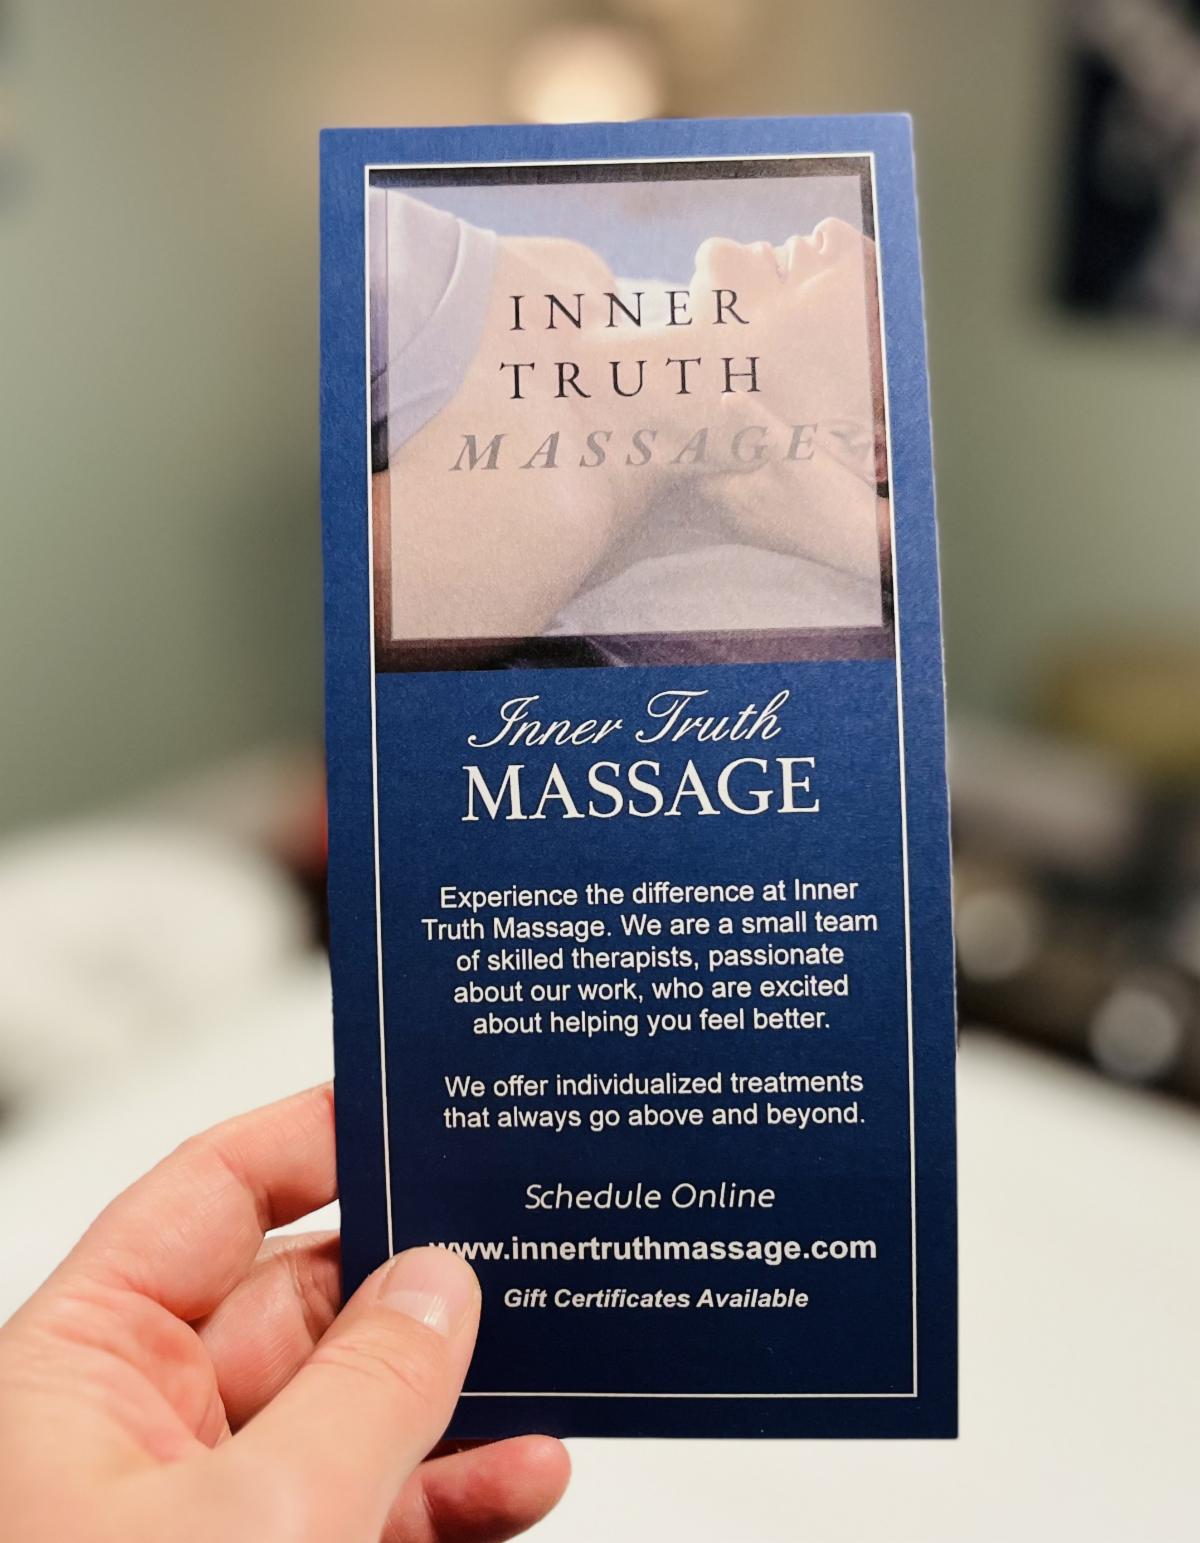 INNER
TRUTH
MASSAGE
Inner Truth
MASSAGE
Experience the difference at Inner
Truth Massage. We are a small team
of skilled therapists, passionate
about our work, who are excited
about helping you feel better.
We offer individualized treatments
that always go above and beyond.
Schedule Online
www.innertruthmassage.com
Gift Certificates Available